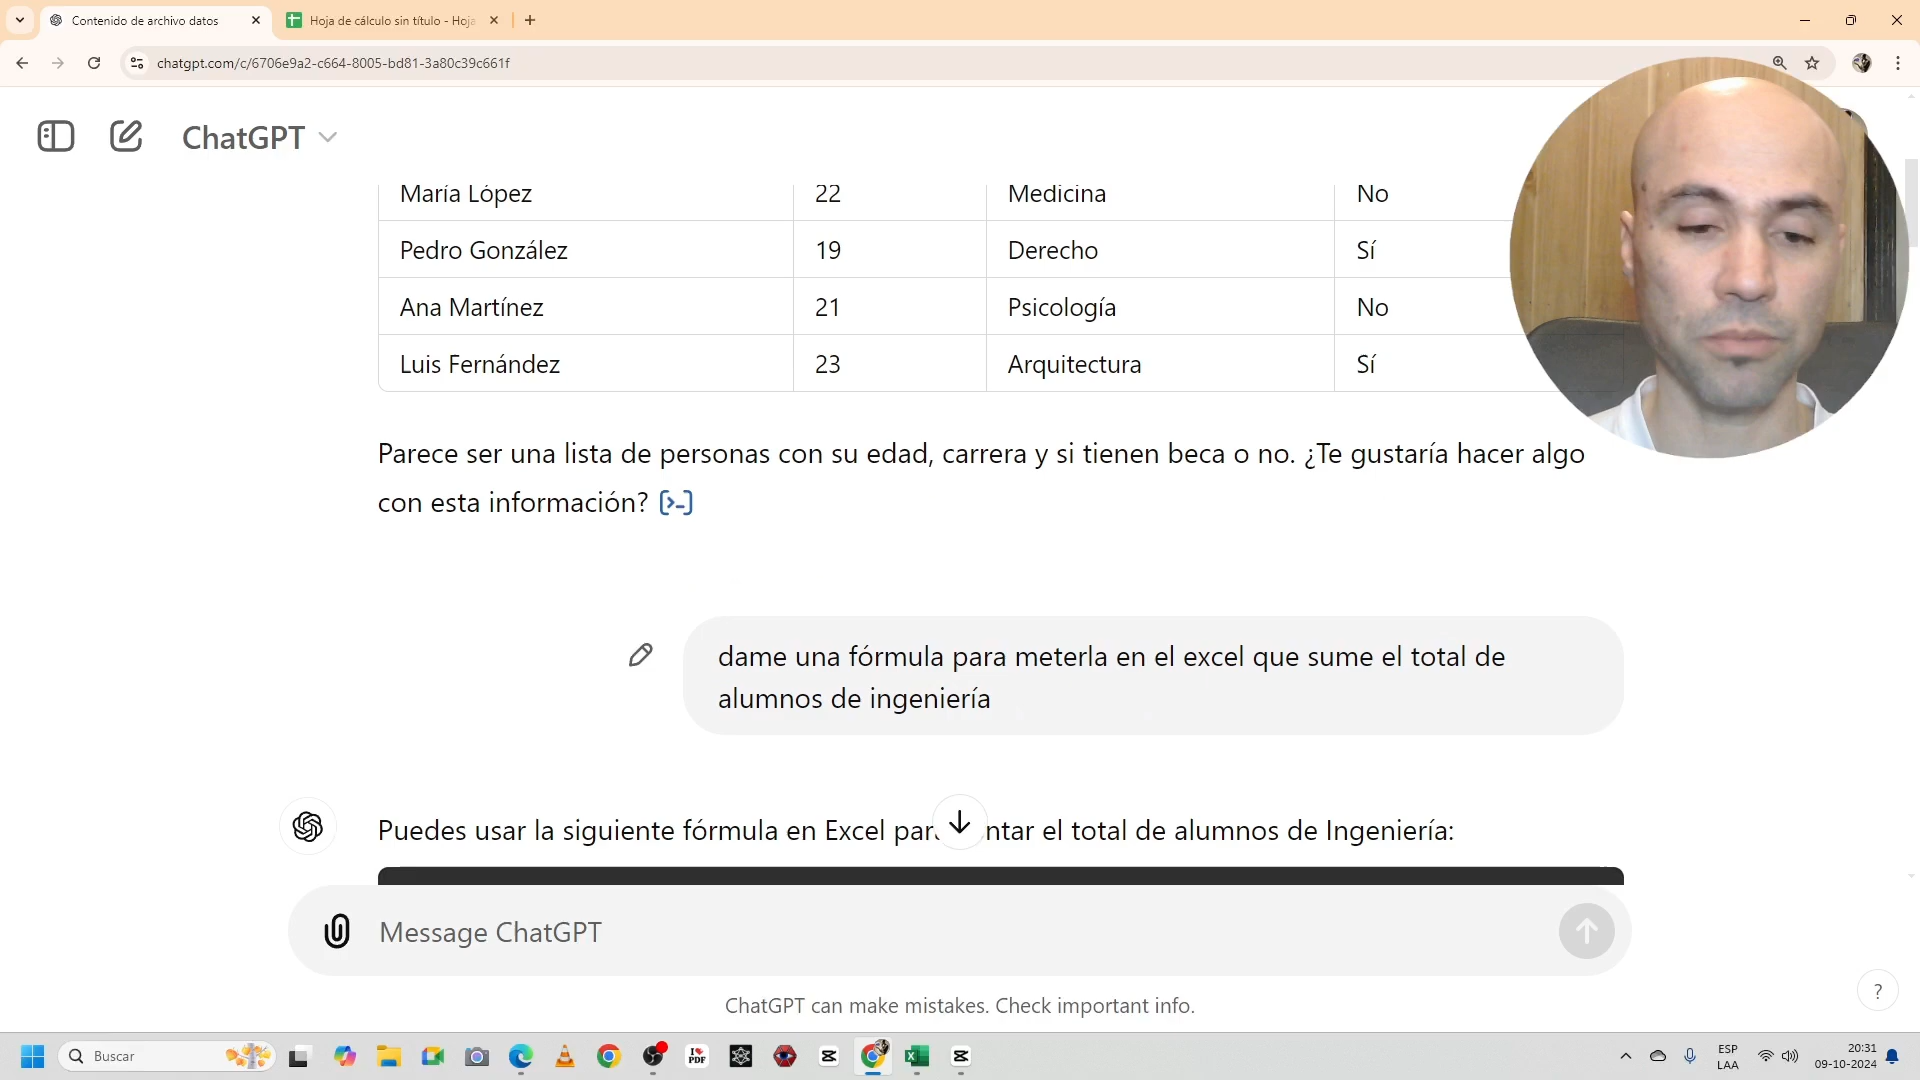 Contenido de archivo datos
Hoja de cálculo sin título - Hoja
chatgpt.com/c/6706e9a2-c664-8005-bd81-3a80c39c661f
ChatGPT
María López 22 Medicina No
Pedro González 19 Derecho Sí
Ana Martínez 21 Psicología No
Luis Fernández 23 Arquitectura Sí
Parece ser una lista de personas con su edad, carrera y si tienen beca o no. ¿Te gustaría hacer algo
con esta información?
dame una fórmula para meterla en el excel que sume el total de
alumnos de ingeniería
Puedes usar la siguiente fórmula en Excel par ntar el total de alumnos de Ingeniería:
Message ChatGPT
ChatGPT can make mistakes. Check important info.
?
Buscar
I PDF
ESP
LAA
20:31
09-10-2024